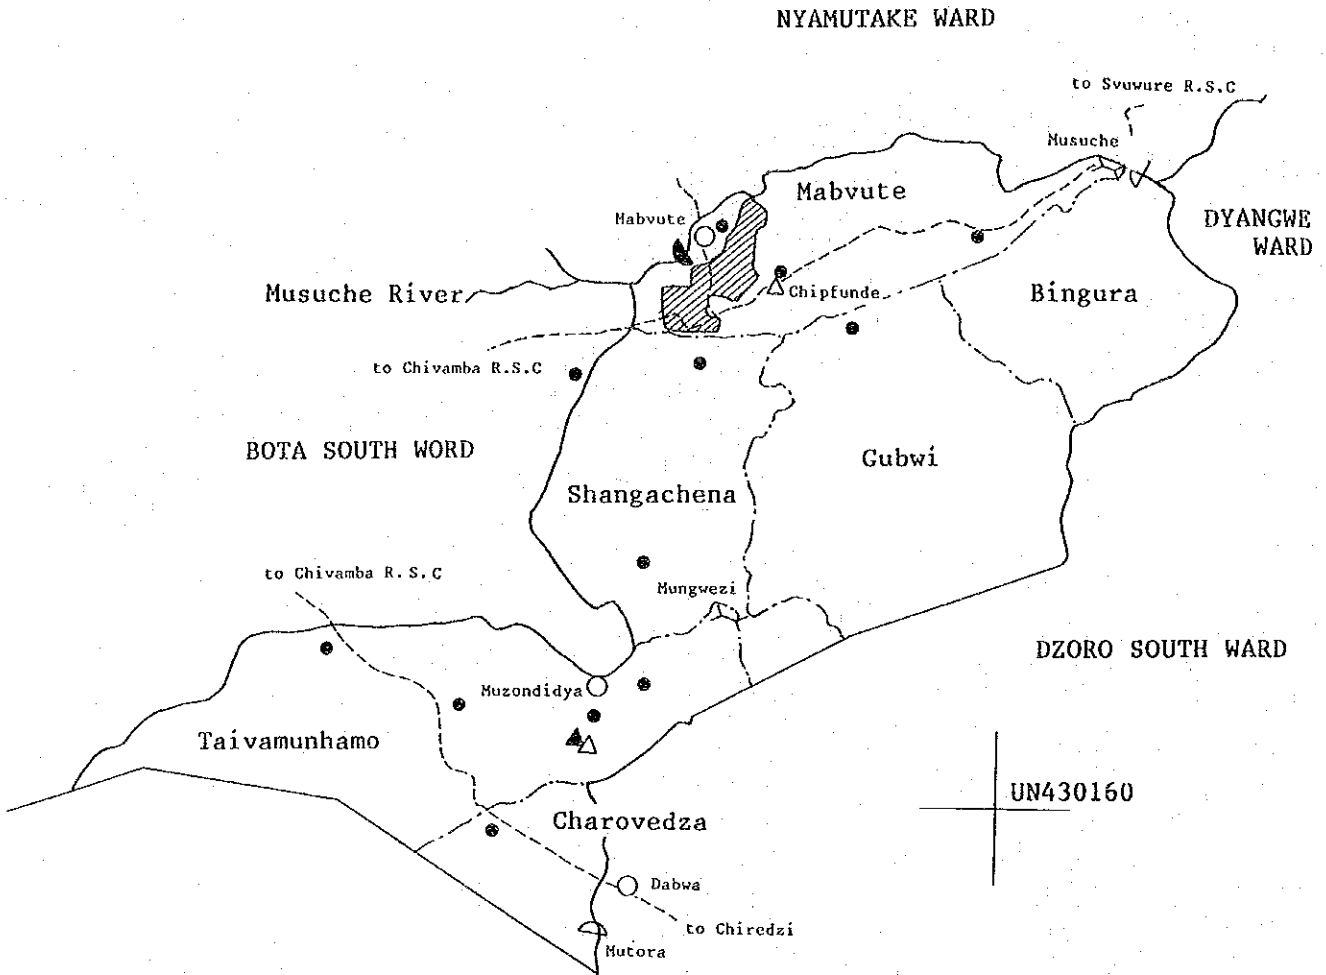 NYAMUTAKE WARD
to Svuwure R.S.C
Musuche
Mabvute
Mabvute
DYANGWE
WARD
Musuche River
Chipfunde
Bingura
to Chivamba R.S.C
BOTA SOUTH WORD
Gubwi
Shangachena
to Chivamba R.S.C
Mungwezi
DZORO SOUTH WARD
Muzondidya
Taivamunhamo
UN430160
Charovedza
Dabwa
to Chiredzi
Mutora